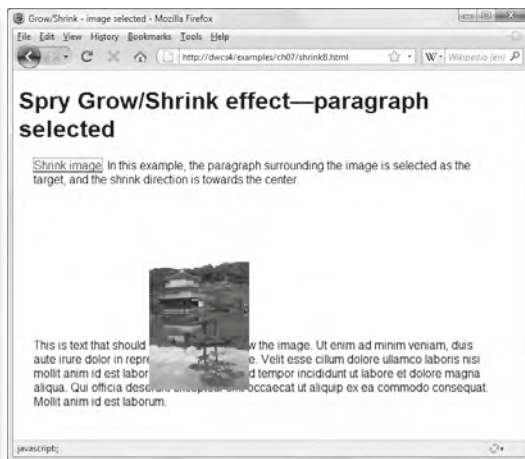 Grow/Shrink - image selected - Mozilla Firefox
File Edit View History Bookmarks Tools Help
http://dwcs4/examples/ch07/shrinkB.html W Wikipedia (en)
Spry Grow/Shrink effect—paragraph
selected
Shrink image In this example, the paragraph surrounding the image is selected as the
target, and the shrink direction is towards the center.
This is text that should w the image. Ut enim ad minim veniam, duis
aute irure dolor in repre e. Velit esse cillum dolore ullamco laboris nisi
mollit anim id est labor d tempor incididunt ut labore et dolore magna
aliqua. Qui officia occaecat ut aliquip ex ea commodo consequat.
Mollit anim id est laborum.
javascript:;